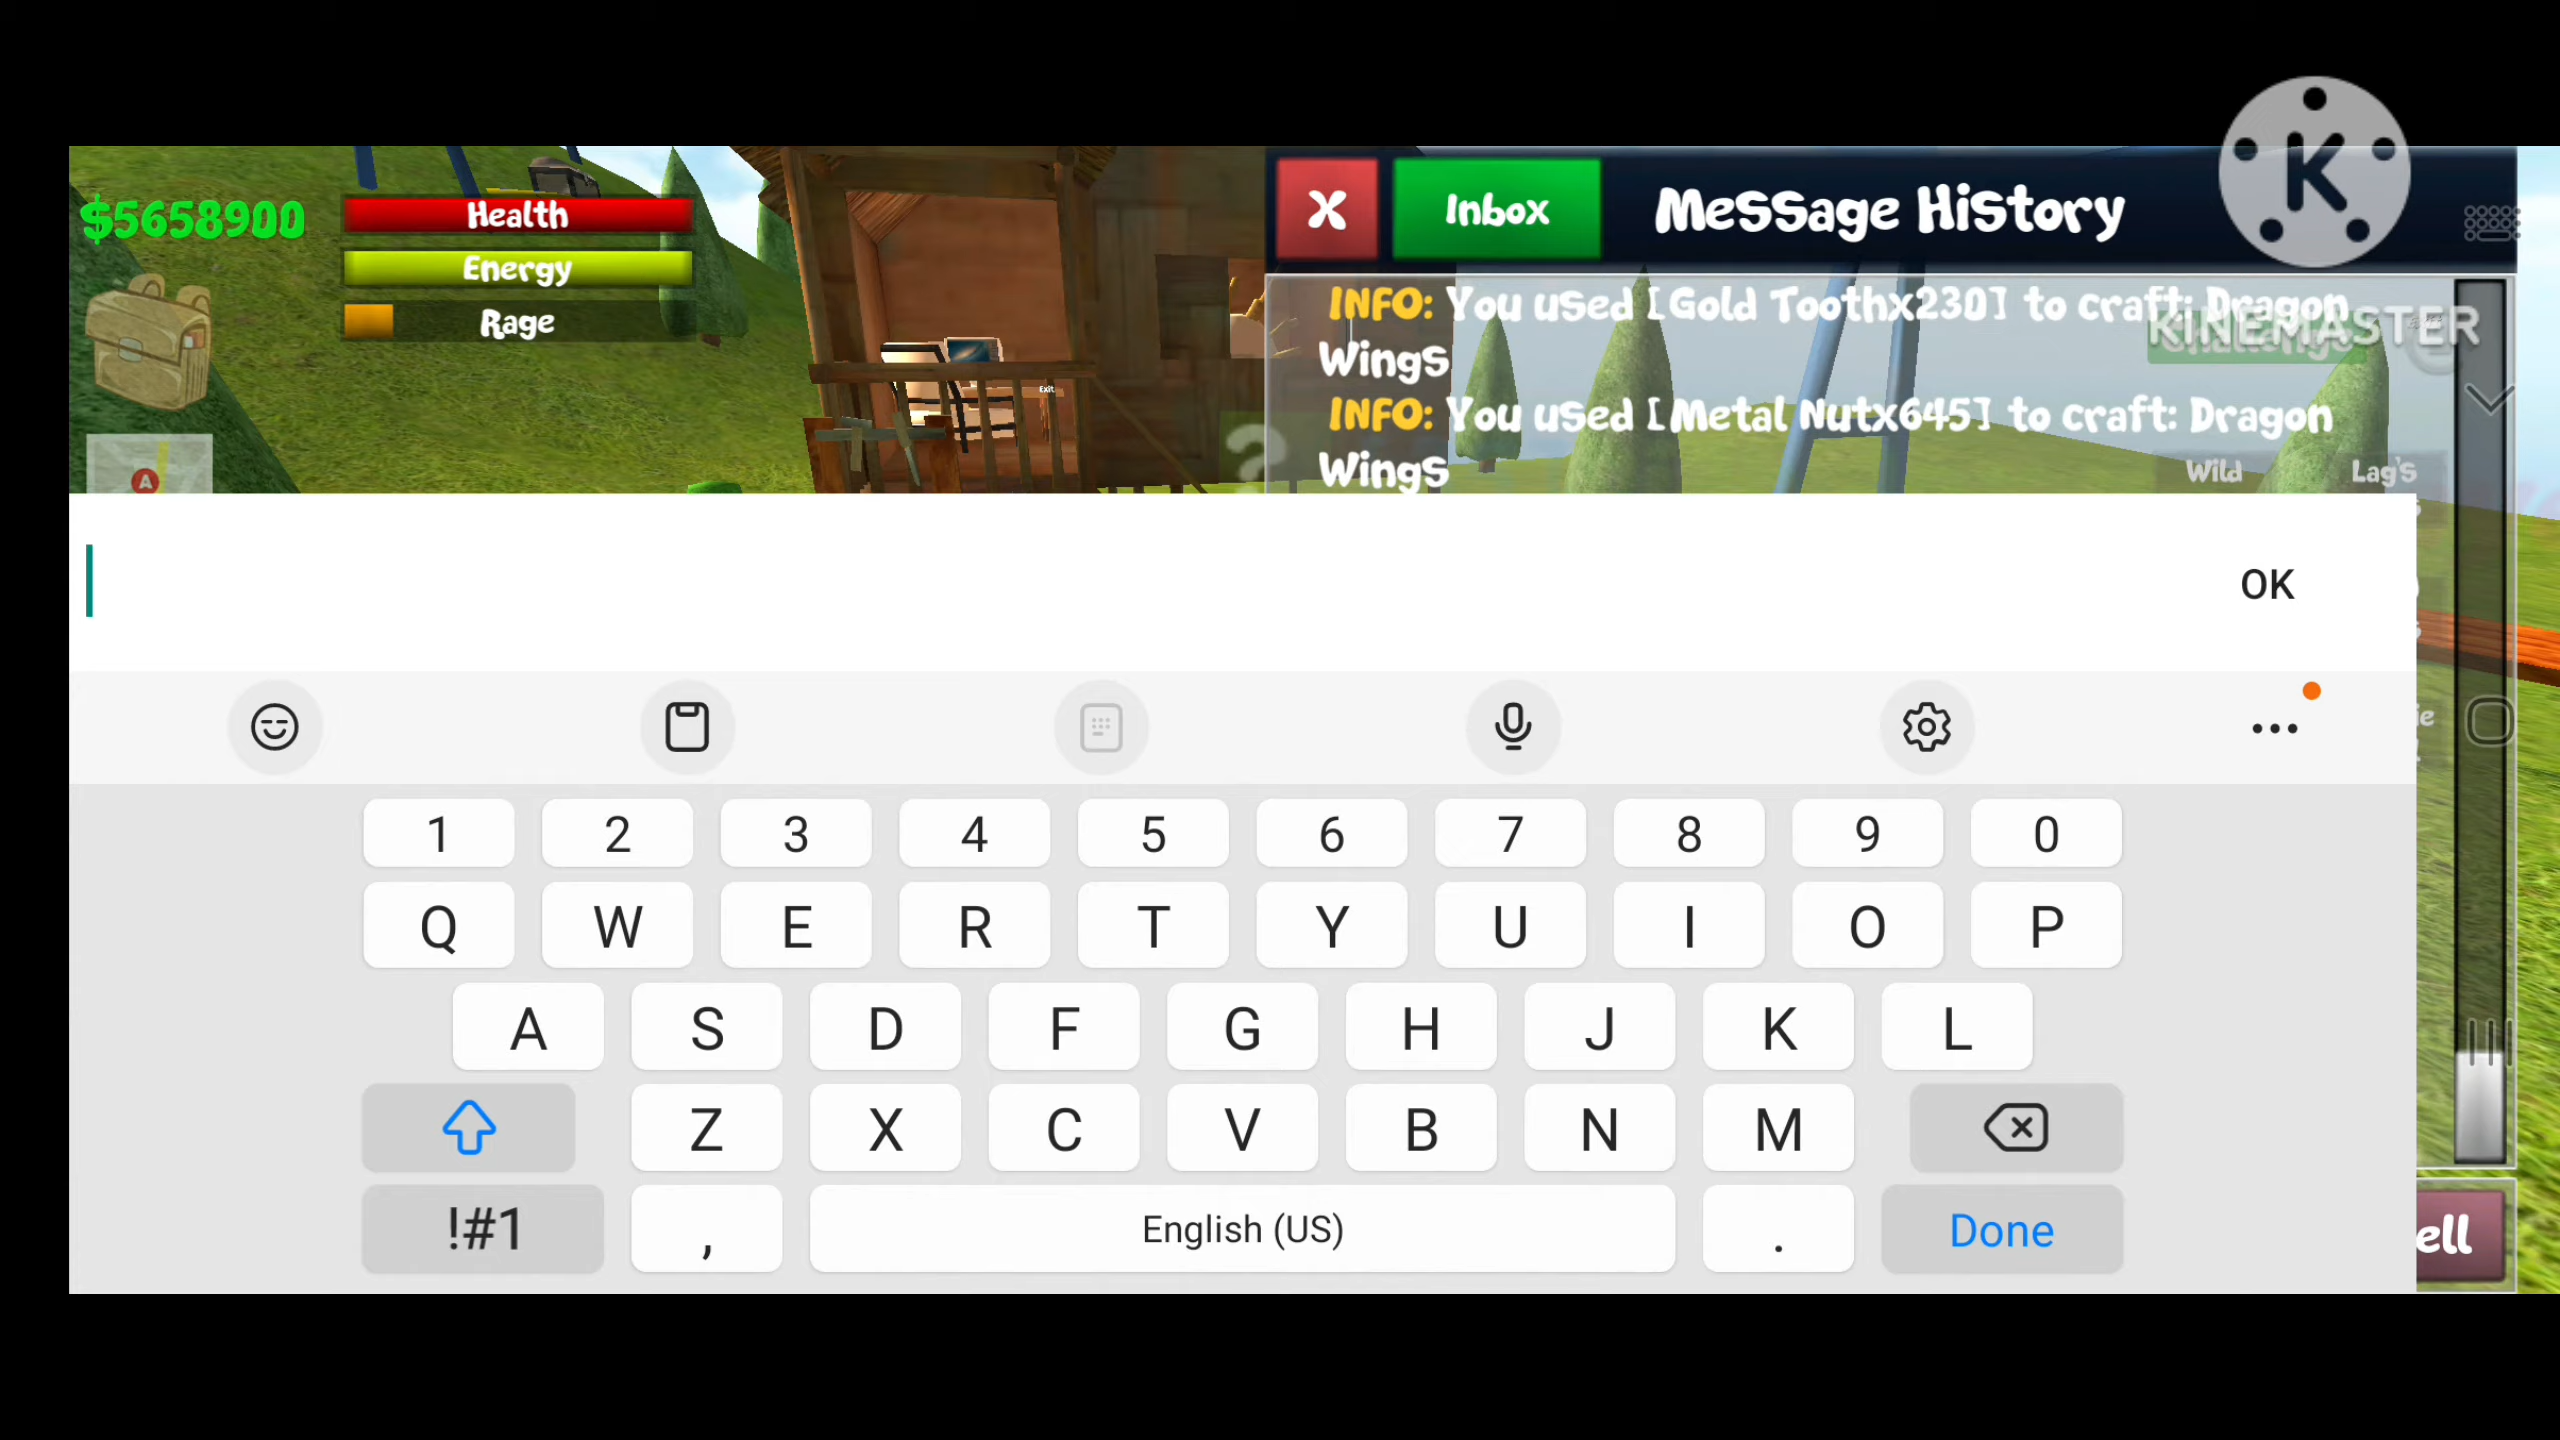 $5658900
Health
Energy
Rage
X
Inbox
Message History
K
KINEMASTER
INFO: You used [Gold Toothx230] to craft: Dragon
Wings
INFO: You used [Metal Nutx645] to craft: Dragon
Wings
Exit
?
A
Wild
Lag's
OK
1 2 3 4 5 6 7 8 9 0
Q W E R T Y U I O P
A S D F G H J K L
Z X C V B N M
!#1 , English (US) . Done
ell